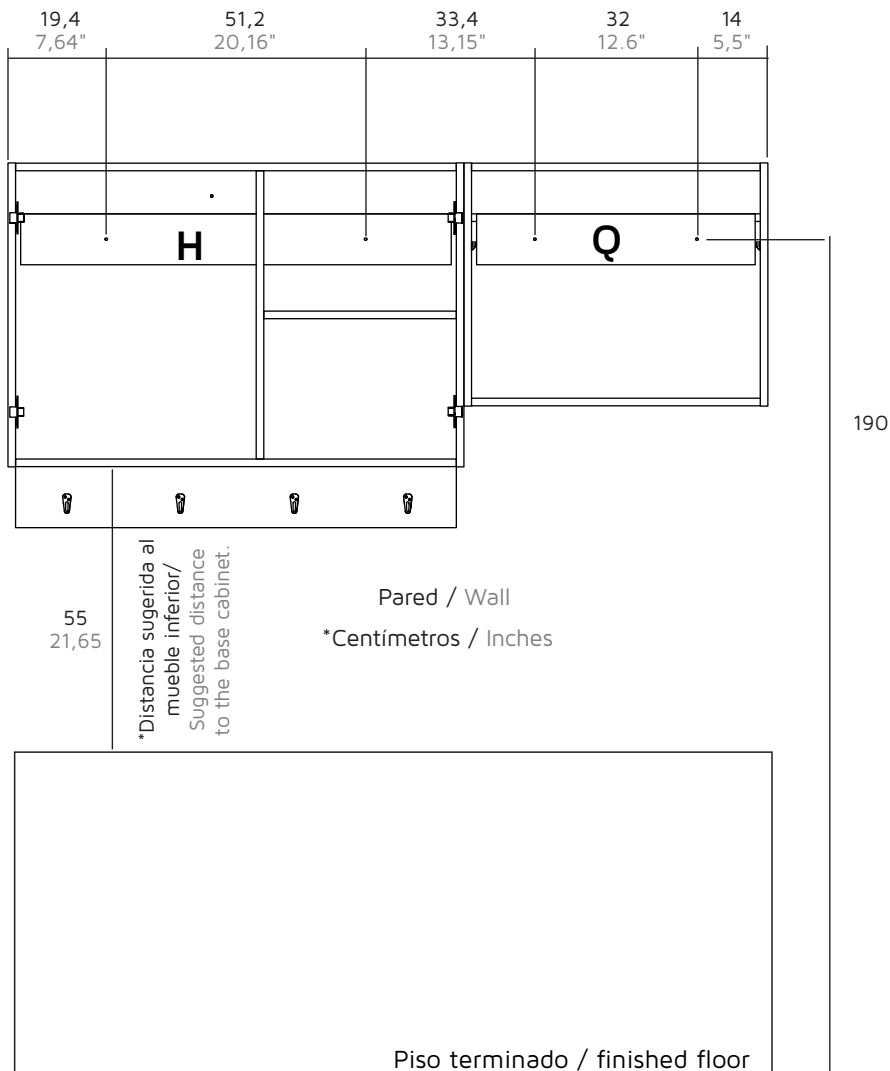 19,4 51,2 33,4 32 14
7,64" 20,16" 13,15" 12.6" 5,5"
H Q
190
*Distancia sugerida al
mueble inferior/
Suggested distance
to the base cabinet.
55
21,65
Pared / Wall
*Centímetros / Inches
Piso terminado / finished floor